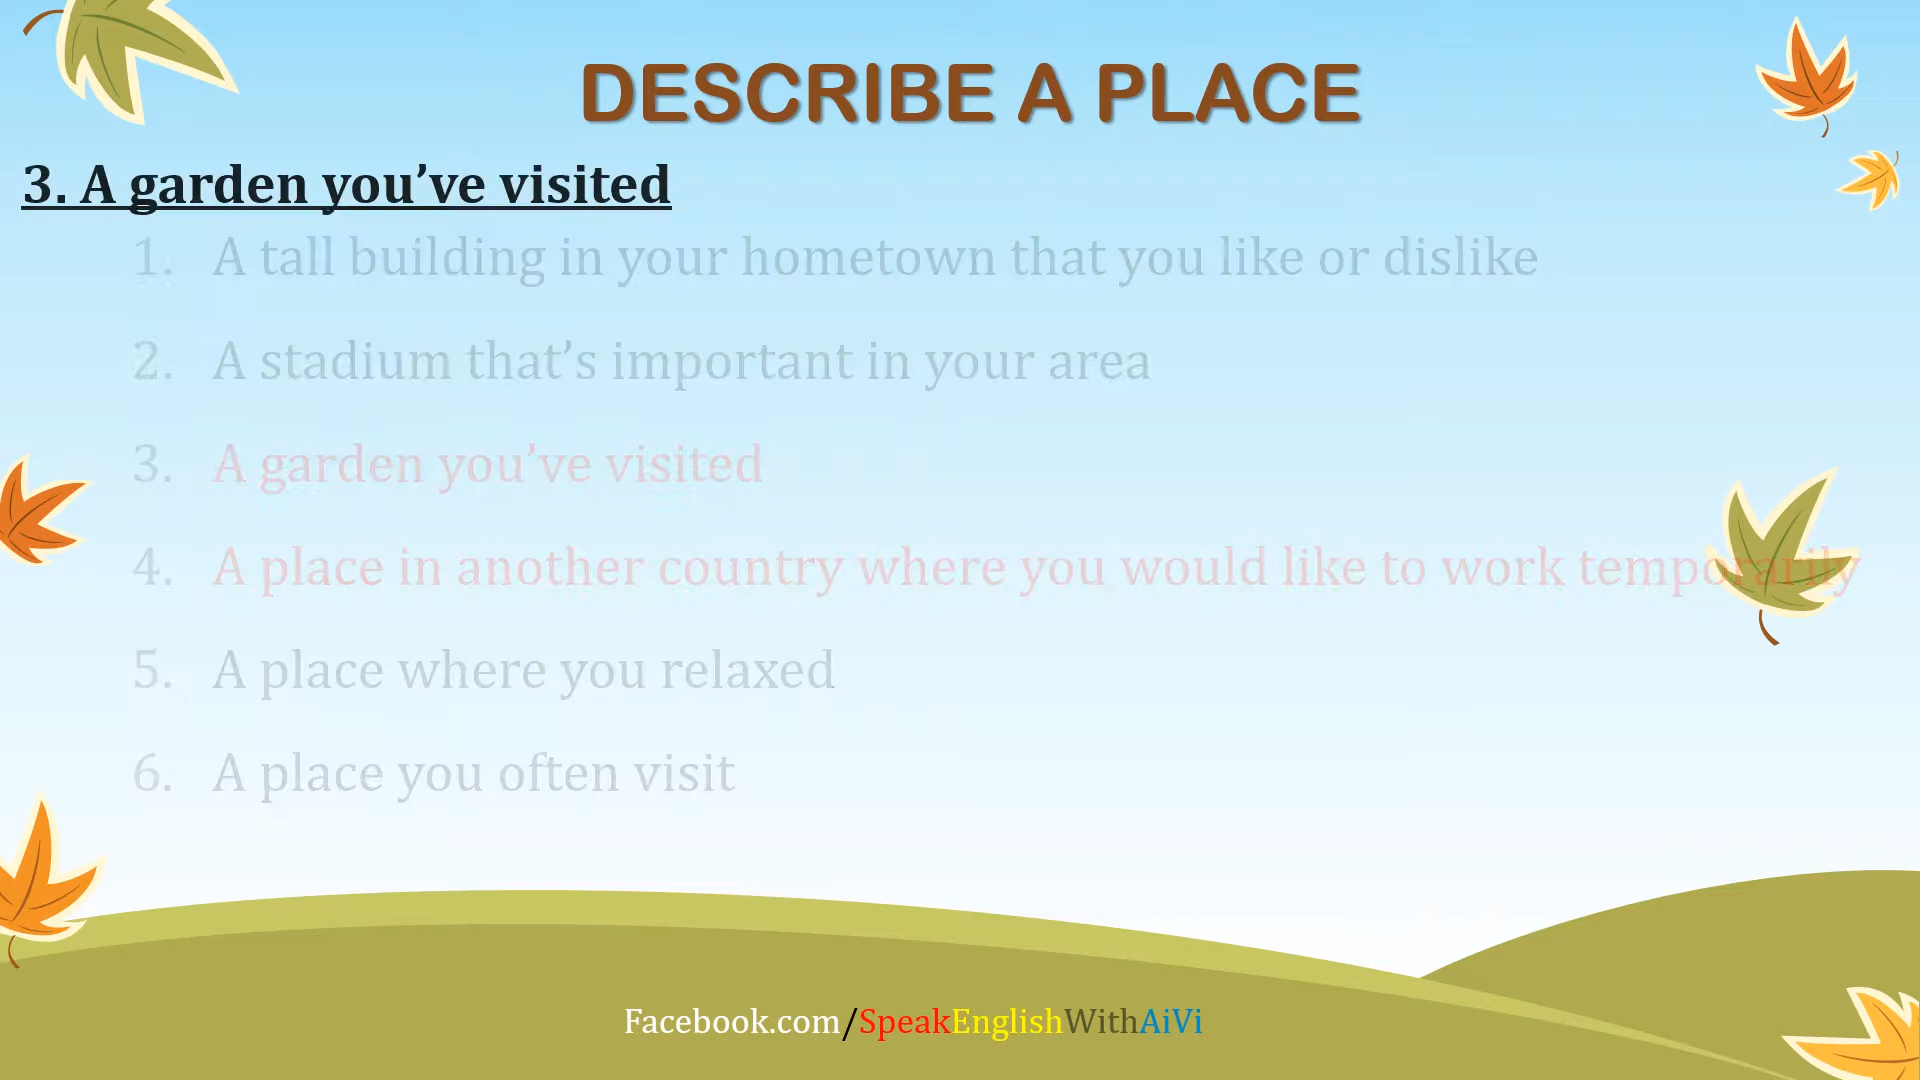 DESCRIBE A PLACE
3. A garden you’ve visited
1. A tall building in your hometown that you like or dislike
2. A stadium that’s important in your area
3. A garden you’ve visited
4. A place in another country where you would like to work temporarily
5. A place where you relaxed
6. A place you often visit
Facebook.com/SpeakEnglishWithAiVi